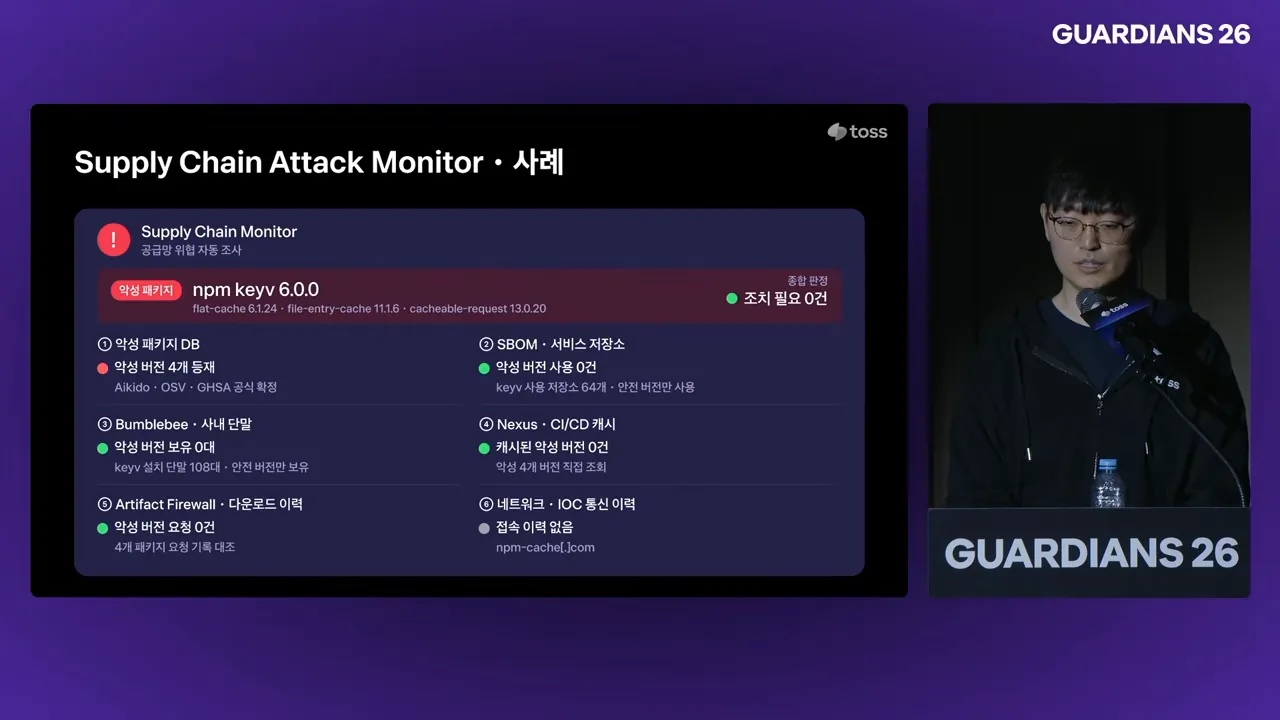 GUARDIANS 26
toss
Supply Chain Attack Monitor · 사례
!
Supply Chain Monitor
공급망 위협 자동 조사
악성 패키지
npm keyv 6.0.0
flat-cache 6.1.24 · file-entry-cache 11.1.6 · cacheable-request 13.0.20
종합 판정
조치 필요 0건
① 악성 패키지 DB
악성 버전 4개 등재
Aikido · OSV · GHSA 공식 확정
② SBOM · 서비스 저장소
악성 버전 사용 0건
keyv 사용 저장소 64개 · 안전 버전만 사용
③ Bumblebee · 사내 단말
악성 버전 보유 0대
keyv 설치 단말 108대 · 안전 버전만 보유
④ Nexus · CI/CD 캐시
캐시된 악성 버전 0건
악성 4개 버전 직접 조회
⑤ Artifact Firewall · 다운로드 이력
악성 버전 요청 0건
4개 패키지 요청 기록 대조
⑥ 네트워크 · IOC 통신 이력
접속 이력 없음
npm-cache[.]com
toss
GUARDIANS 26